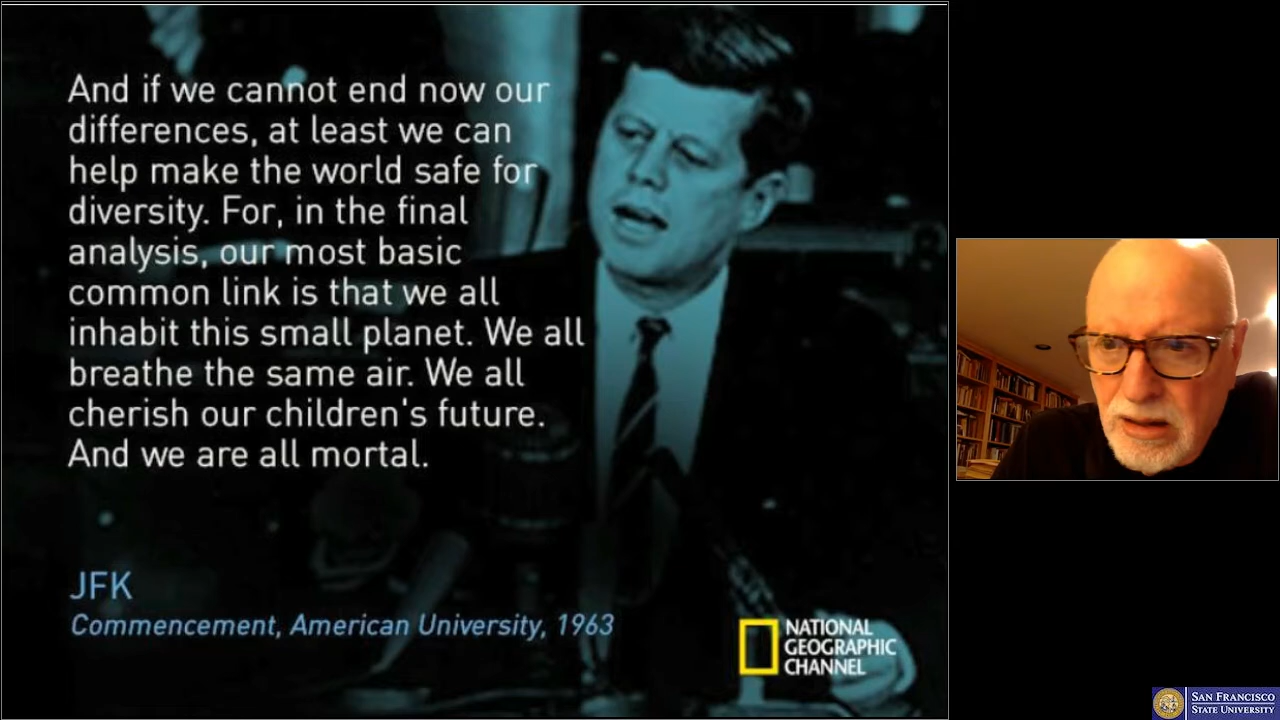 And if we cannot end now our
differences, at least we can
help make the world safe for
diversity. For, in the final
analysis, our most basic
common link is that we all
inhabit this small planet. We all
breathe the same air. We all
cherish our children's future.
And we are all mortal.
JFK
Commencement, American University, 1963
NATIONAL
GEOGRAPHIC
CHANNEL
SAN FRANCISCO
STATE UNIVERSITY